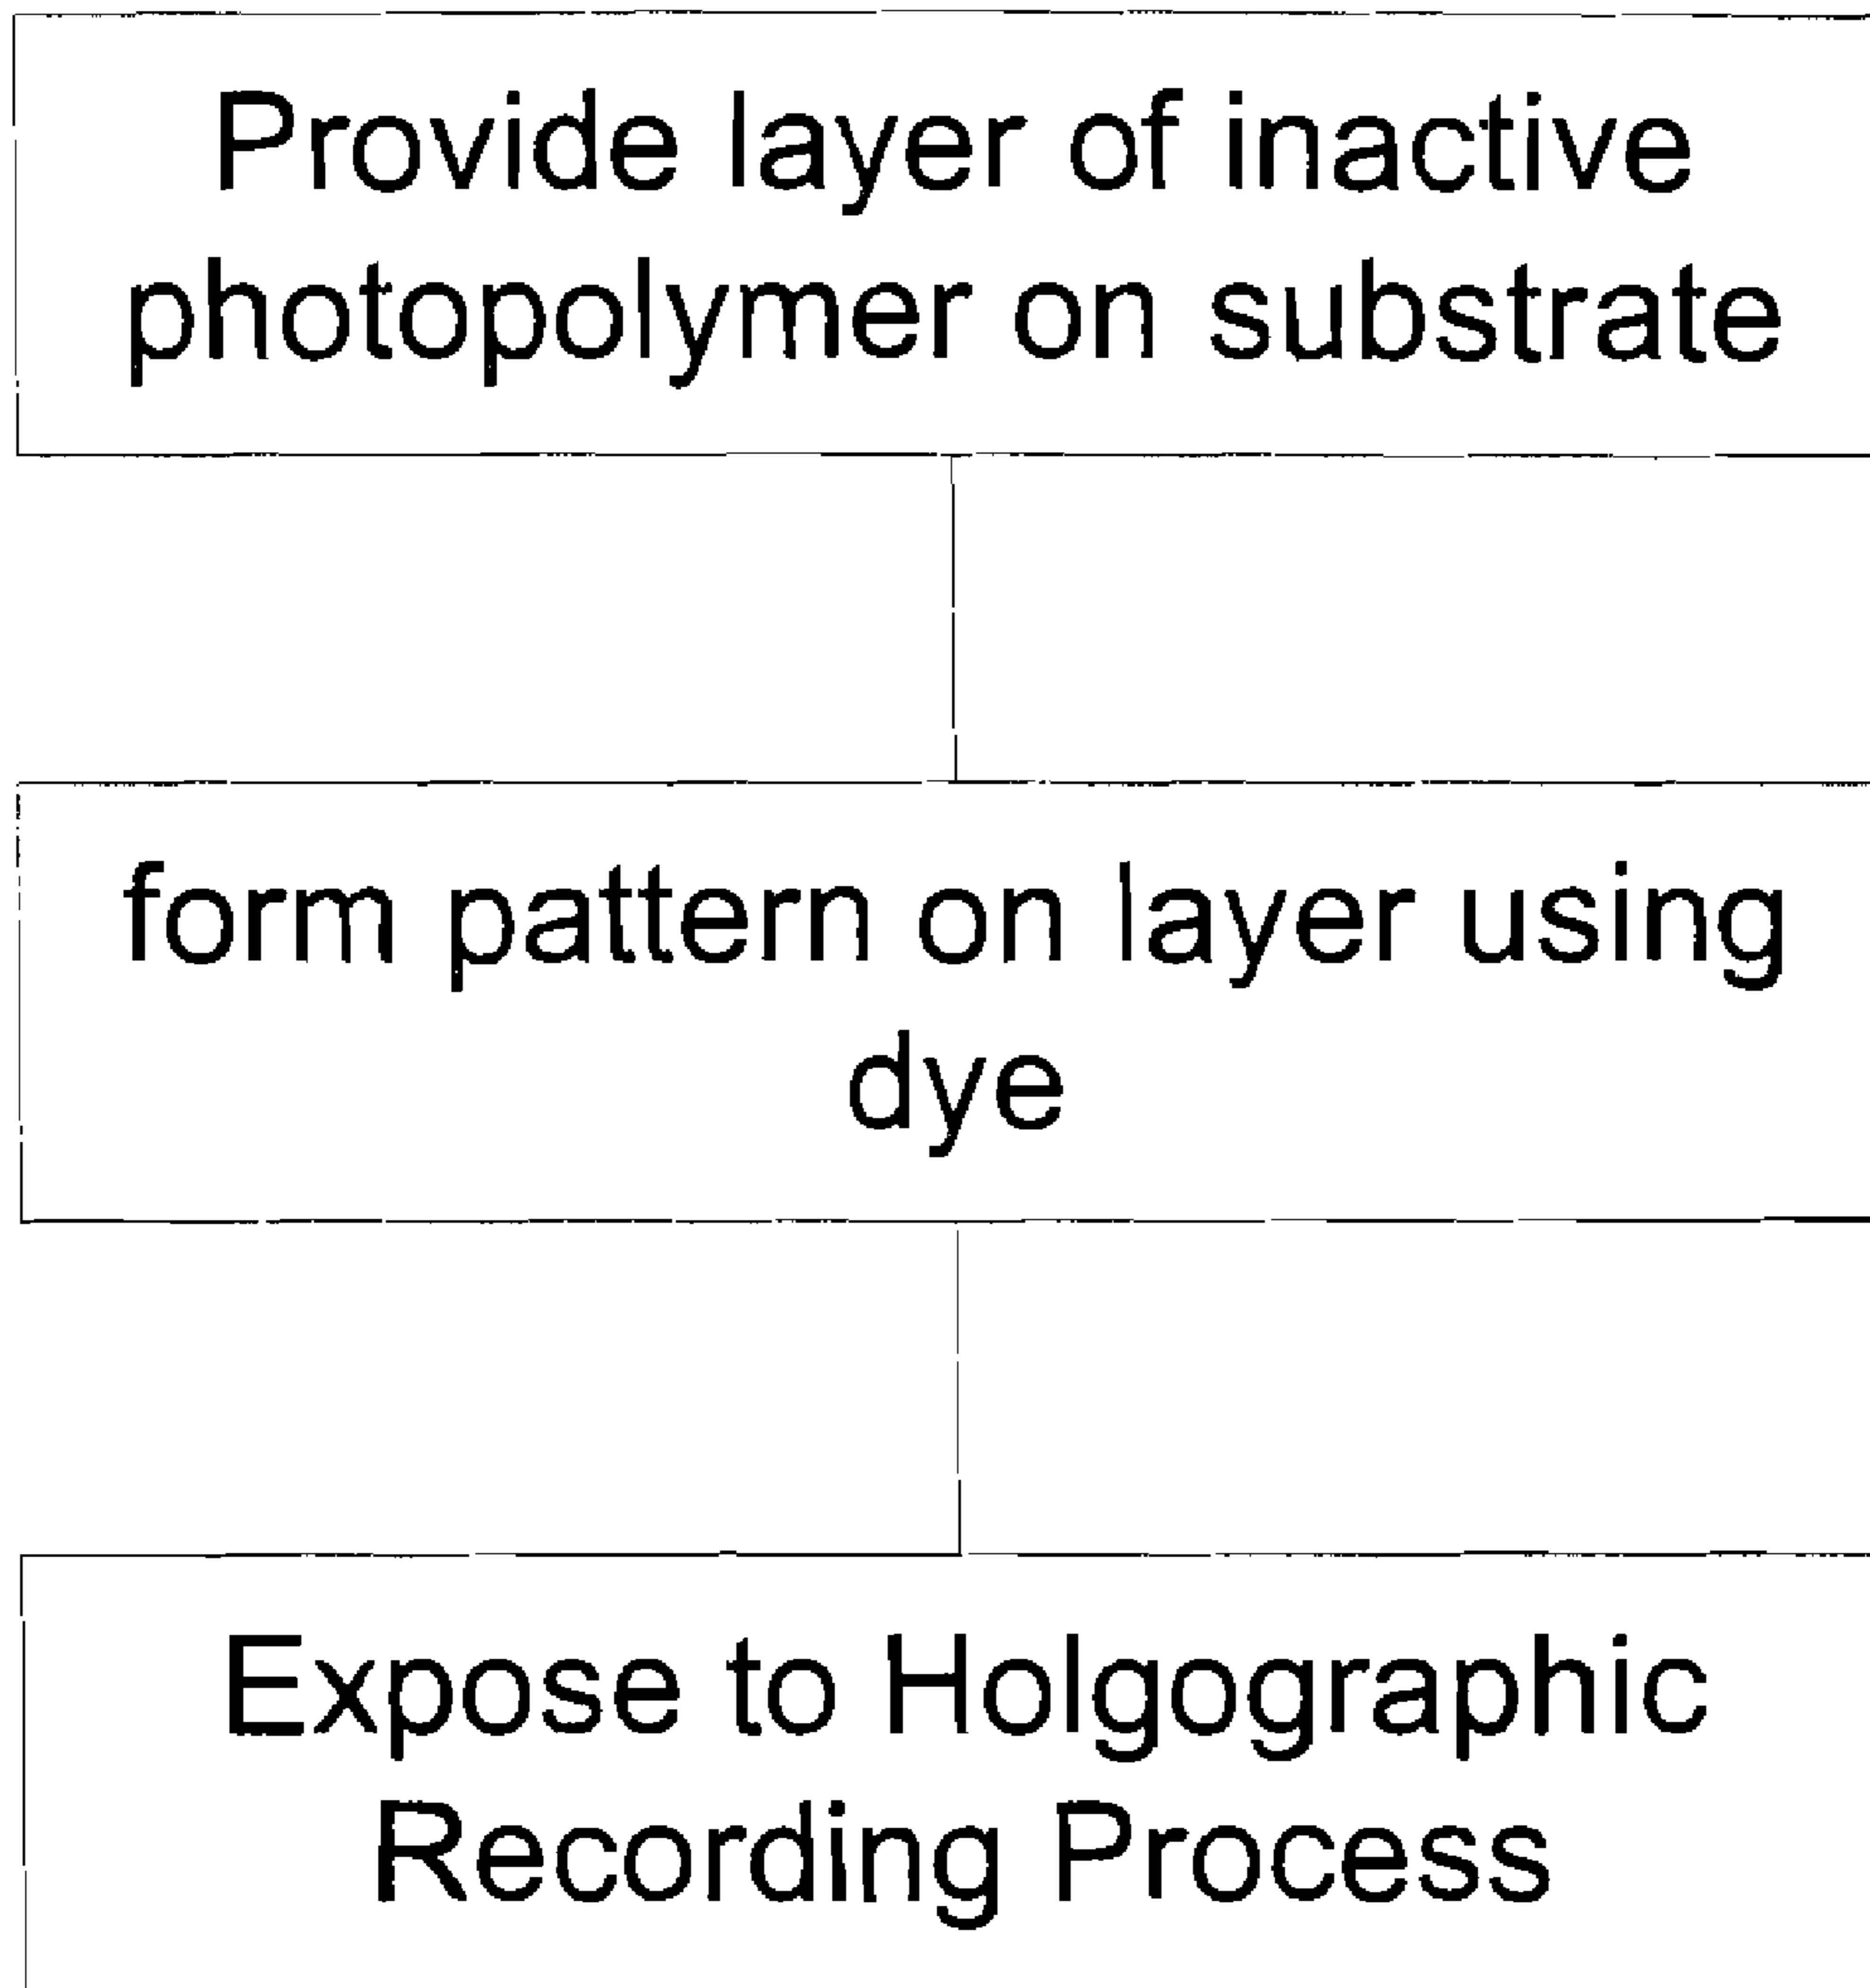 Provide layer of inactive
photopolymer on substrate
form pattern on layer using
dye
Expose to Holgographic
Recording Process